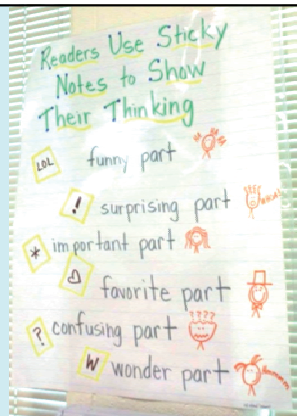 Readers Use Sticky
Notes to Show
Their Thinking
LOL funny part
! surprising part
* important part
♡ favorite part
? confusing part ????
W wonder part